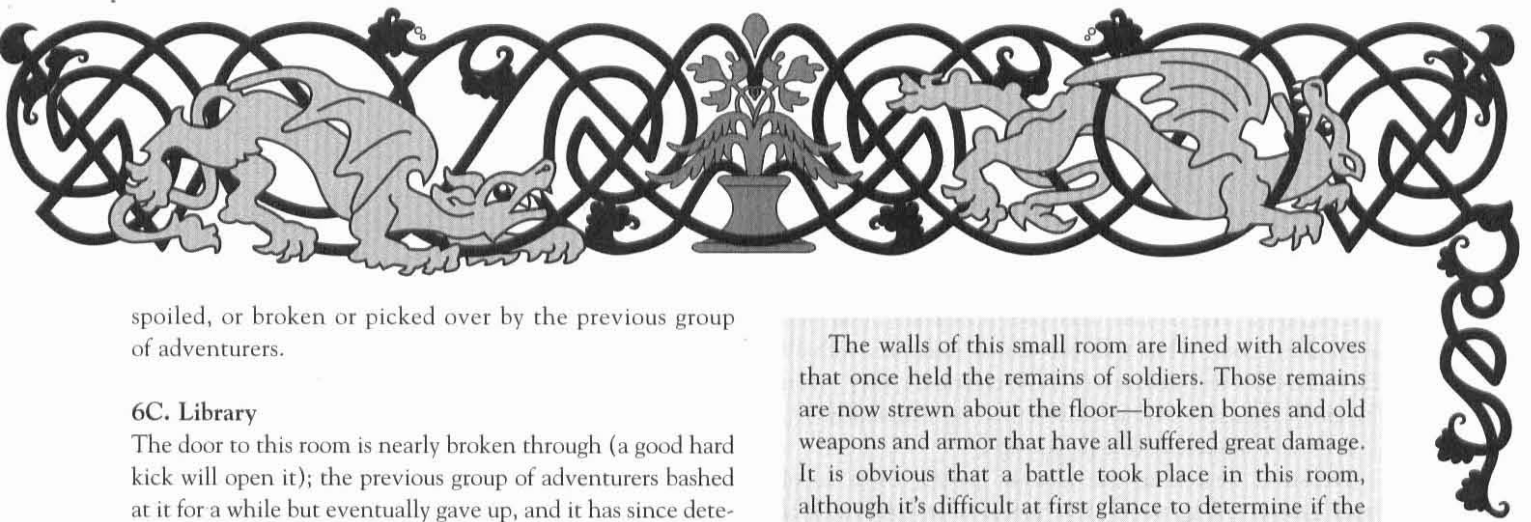 spoiled, or broken or picked over by the previous group
of adventurers.
6C. Library
The door to this room is nearly broken through (a good hard
kick will open it); the previous group of adventurers bashed
at it for a while but eventually gave up, and it has since dete-
The walls of this small room are lined with alcoves
that once held the remains of soldiers. Those remains
are now strewn about the floor—broken bones and old
weapons and armor that have all suffered great damage.
It is obvious that a battle took place in this room,
although it's difficult at first glance to determine if the